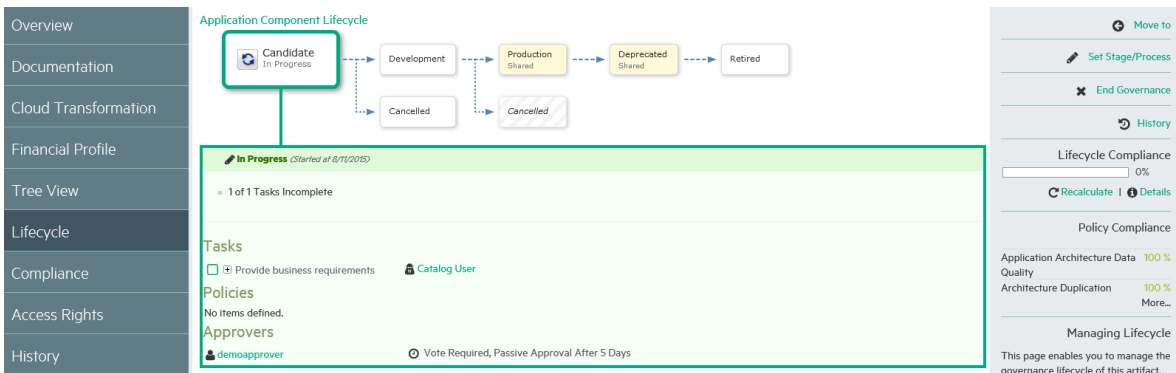 Overview
Documentation
Cloud Transformation
Financial Profile
Tree View
Lifecycle
Compliance
Access Rights
History
Application Component Lifecycle
Candidate
In Progress
Development
Production
Shared
Deprecated
Shared
Retired
Cancelled
Cancelled
In Progress (Started at 8/11/2015)
1 of 1 Tasks Incomplete
Tasks
Provide business requirements Catalog User
Policies
No items defined.
Approvers
demoapprover Vote Required, Passive Approval After 5 Days
Move to
Set Stage/Process
End Governance
History
Lifecycle Compliance
0%
Recalculate | Details
Policy Compliance
Application Architecture Data 100 %
Quality
Architecture Duplication 100 %
More...
Managing Lifecycle
This page enables you to manage the
governance lifecycle of this artifact.